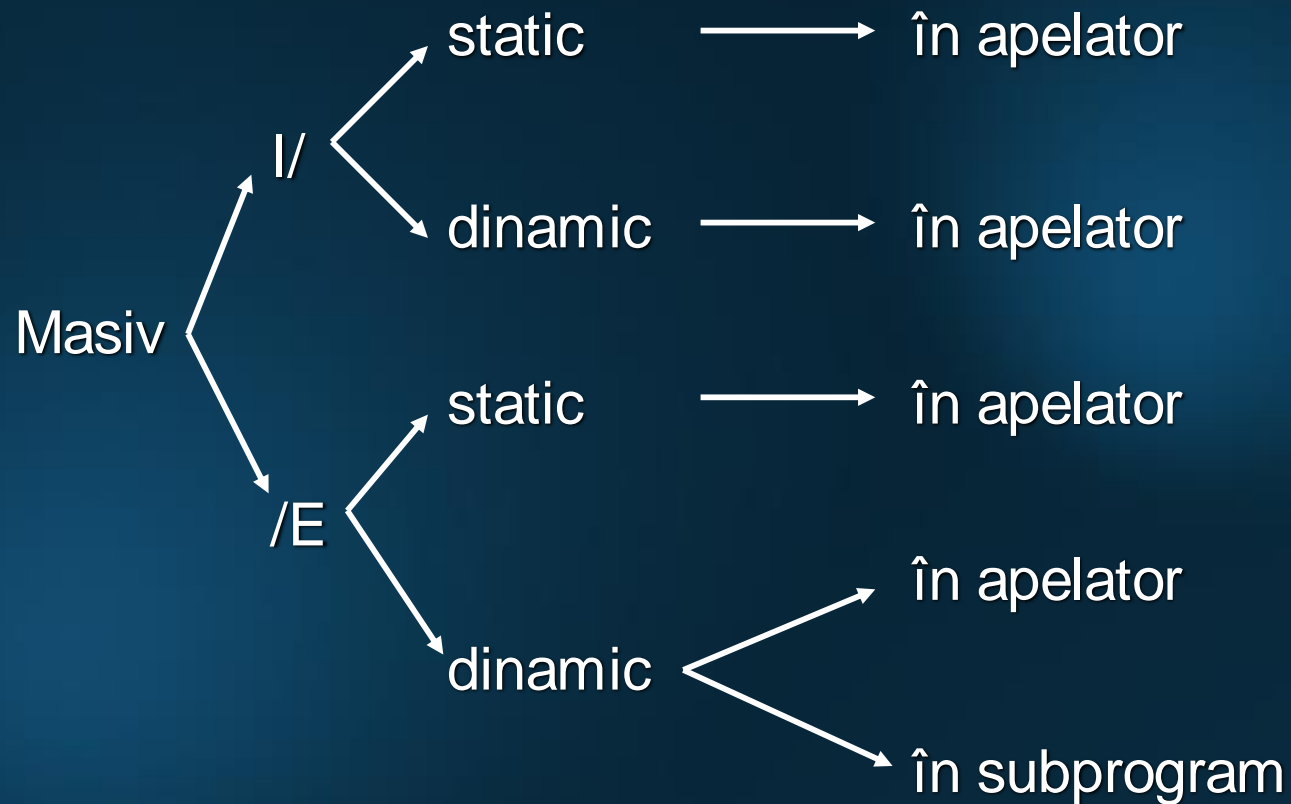 static în apelator
I/
dinamic în apelator
Masiv
static în apelator
/E
în apelator
dinamic
în subprogram